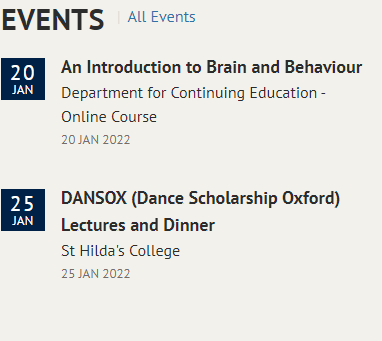 EVENTS | All Events
20 JAN
An Introduction to Brain and Behaviour
Department for Continuing Education -
Online Course
20 JAN 2022
25 JAN
DANSOX (Dance Scholarship Oxford)
Lectures and Dinner
St Hilda's College
25 JAN 2022